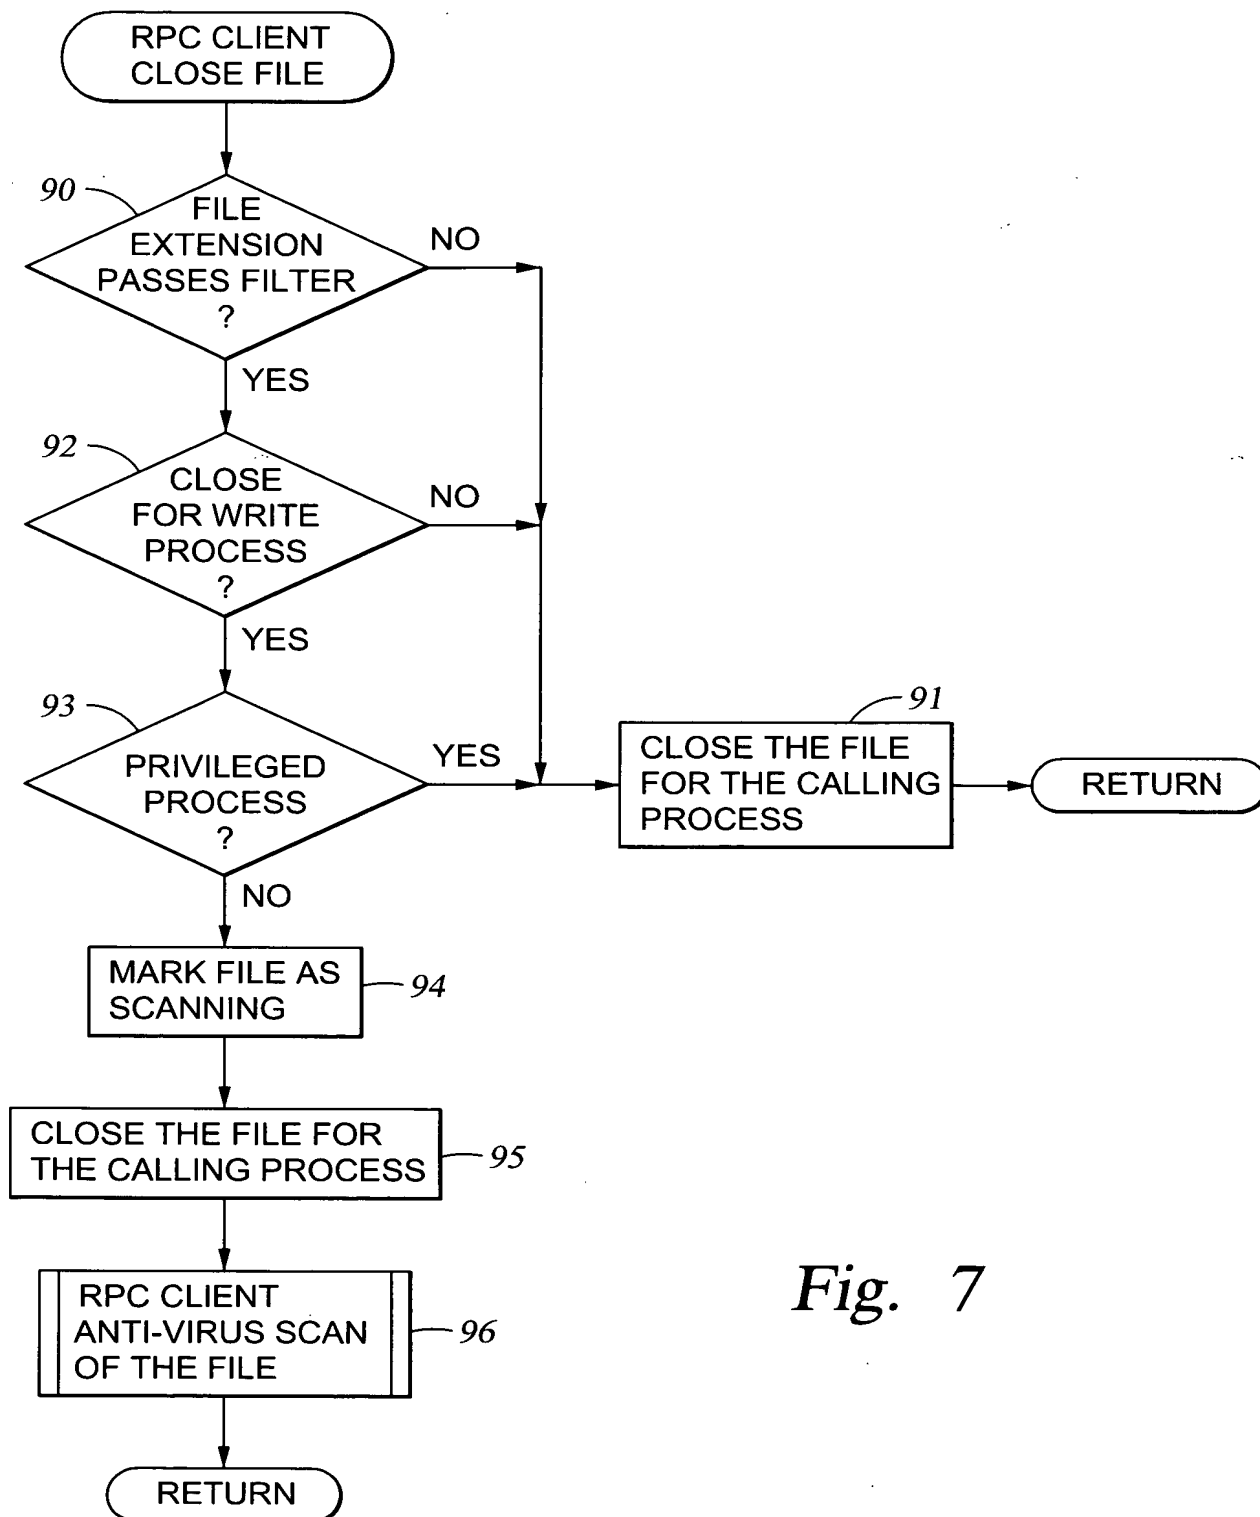 RPC CLIENT
CLOSE FILE
90
FILE
EXTENSION
PASSES FILTER
?
NO
YES
92
CLOSE
FOR WRITE
PROCESS
?
NO
YES
93
PRIVILEGED
PROCESS
?
YES
NO
91
CLOSE THE FILE
FOR THE CALLING
PROCESS
RETURN
MARK FILE AS
SCANNING
94
CLOSE THE FILE FOR
THE CALLING PROCESS
95
RPC CLIENT
ANTI-VIRUS SCAN
OF THE FILE
96
RETURN
Fig. 7